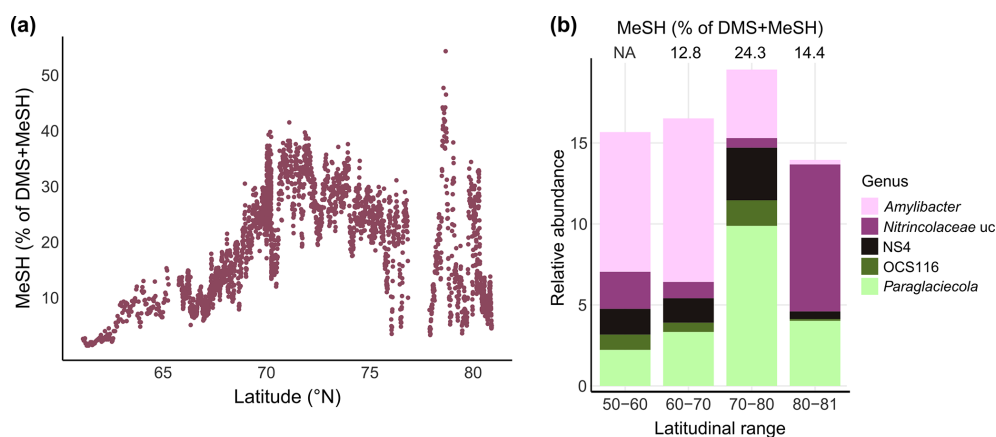 (a)
MeSH (% of DMS+MeSH)
50
40
30
20
10
65 70 75 80
Latitude (°N)
(b)
MeSH (% of DMS+MeSH)
NA 12.8 24.3 14.4
Relative abundance
15
10
5
0
50−60 60−70 70−80 80−81
Latitudinal range
Genus
Amylibacter
Nitrincolaceae uc
NS4
OCS116
Paraglaciecola